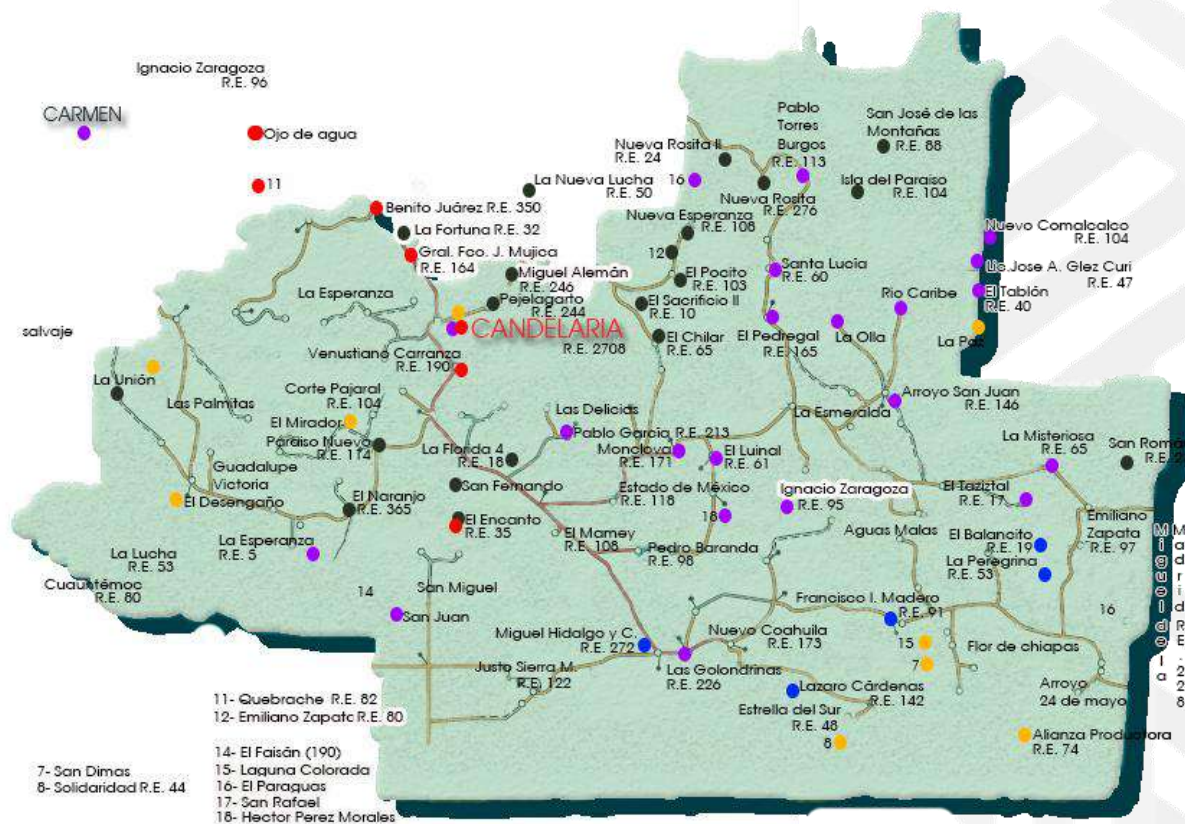 Ignacio Zaragoza
R.E. 96
CARMEN
Ojo de agua
11
Benito Juárez R.E. 350
La Fortuna R.E. 32
Gral. Fco. J. Mujica
R.E. 164
La Nueva Lucha
R.E. 50
Nueva Rosita II
R.E. 24
16
Pablo
Torres
Burgos
R.E. 113
San José de las
Montañas
R.E. 88
Nueva Rosita
R.E. 276
Isla del Paraiso
R.E. 104
Nueva Esperanza
R.E. 108
12
Nuevo Comalcalco
R.E. 104
Lic. Jose A. Glez Curi
R.E. 47
El Tablón
R.E. 40
La Paz
Miguel Alemán
R.E. 246
Pejelagarto
R.E. 244
El Pocito
R.E. 103
El Sacrificio II
R.E. 10
Santa Lucía
R.E. 60
Rio Caribe
La Esperanza
CANDELARIA
R.E. 2708
El Chilar
R.E. 65
El Pedregal
R.E. 165
La Olla
salvaje
Venustiano Carranza
R.E. 190
La Unión
Las Palmitas
Corte Pajaral
R.E. 104
El Mirador
Paraiso Nuevo
R.E. 114
Las Delicias
Pablo García R.E. 213
Monclova
R.E. 171
El Luinal
R.E. 61
La Esmeralda
Arroyo San Juan
R.E. 146
La Misteriosa
R.E. 65
San Romá
R.E. 2
La Florida 4
R.E. 18
Guadalupe
Victoria
El Desengaño
El Naranjo
R.E. 365
San Fernando
Estado de México
R.E. 118
18
Ignacio Zaragoza
R.E. 95
El Taziztal
R.E. 17
El Encanto
R.E. 35
El Mamey
R.E. 108
Aguas Malas
Emiliano
Zapata
R.E. 97
La Lucha
R.E. 53
La Esperanza
R.E. 5
Pedro Baranda
R.E. 98
El Balancito
R.E. 19
La Peregrina
R.E. 53
Cuauhtémoc
R.E. 80
14
San Miguel
San Juan
Francisco I. Madero
R.E. 91
16
Miguel de la
Madrid R.E. 228
Miguel Hidalgo y C.
R.E. 272
Nuevo Coahuila
R.E. 173
15
7
Flor de chiapas
Justo Sierra M.
R.E. 122
Las Golondrinas
R.E. 226
Lazaro Cárdenas
R.E. 142
Arroyo
24 de mayo
Estrella del Sur
R.E. 48
8
Alianza Productora
R.E. 74
11- Quebrache R.E. 82
12- Emiliano Zapata R.E. 80
14- El Faisán (190)
15- Laguna Colorada
16- El Paraguas
17- San Rafael
18- Hector Perez Morales
7- San Dimas
8- Solidaridad R.E. 44